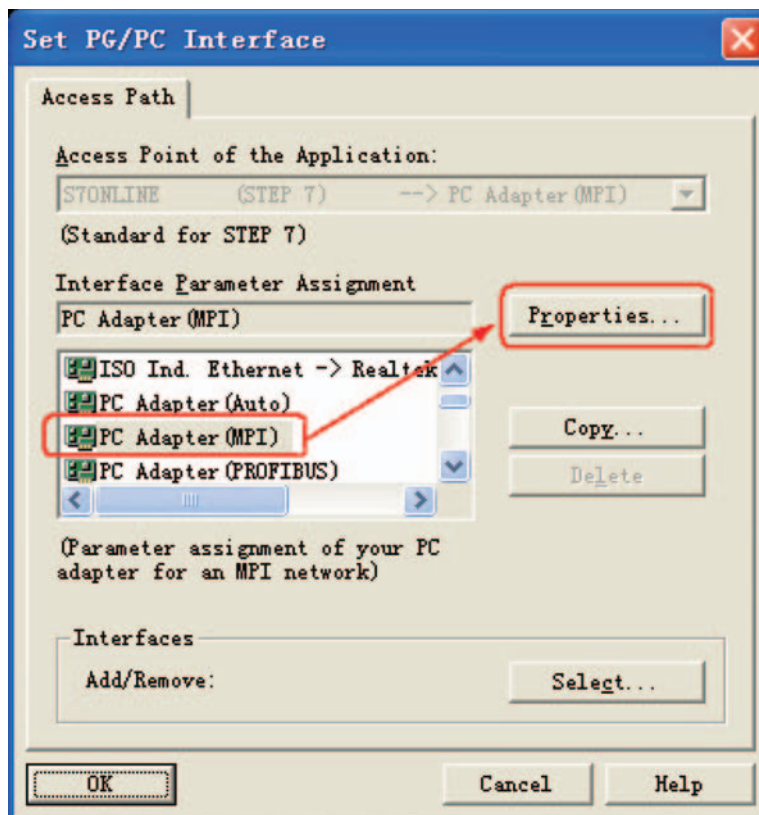 Set PG/PC Interface
Access Path
Access Point of the Application:
S7ONLINE (STEP 7) --> PC Adapter(MPI)
(Standard for STEP 7)
Interface Parameter Assignment
PC Adapter(MPI)
Properties...
ISO Ind. Ethernet -> Realtek
PC Adapter(Auto)
PC Adapter(MPI)
Copy...
PC Adapter(PROFIBUS)
Delete
(Parameter assignment of your PC
adapter for an MPI network)
Interfaces
Add/Remove:
Select...
OK
Cancel
Help